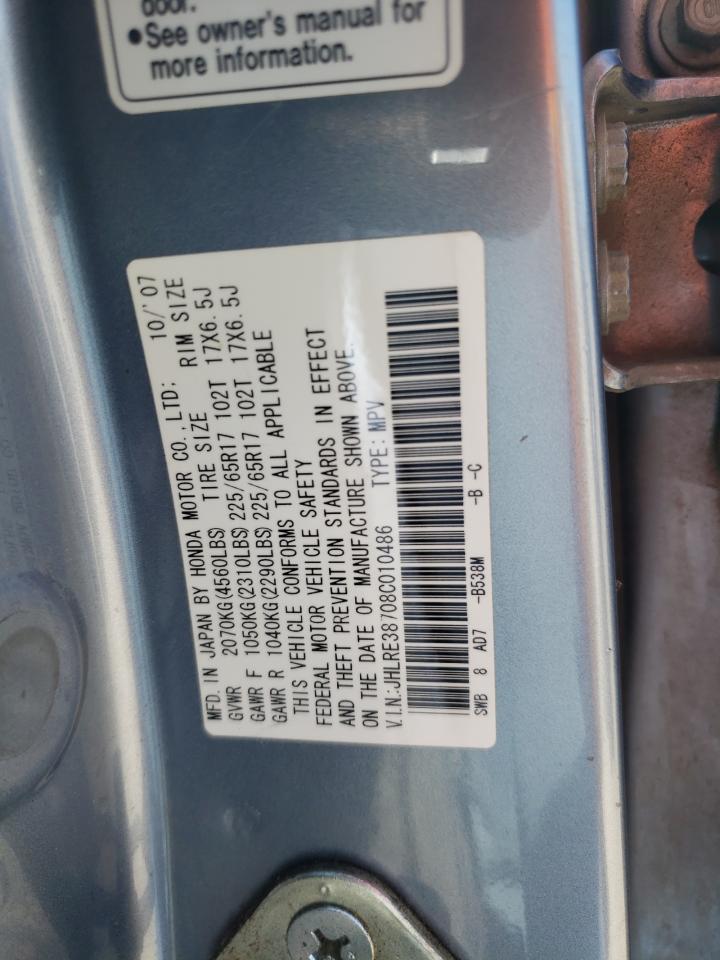 door.
•See owner's manual for
more information.
MFD. IN JAPAN BY HONDA MOTOR CO., LTD; 10/'07
GVWR 2070KG(4560LBS) TIRE SIZE RIM SIZE
GAWR F 1050KG(2310LBS) 225/65R17 102T 17X6.5J
GAWR R 1040KG(2290LBS) 225/65R17 102T 17X6.5J
THIS VEHICLE CONFORMS TO ALL APPLICABLE
FEDERAL MOTOR VEHICLE SAFETY
AND THEFT PREVENTION STANDARDS IN EFFECT
ON THE DATE OF MANUFACTURE SHOWN ABOVE.
V.I.N.:JHLRE38708C010486 TYPE: MPV
SWB 8 AD7 -B538M -B -C